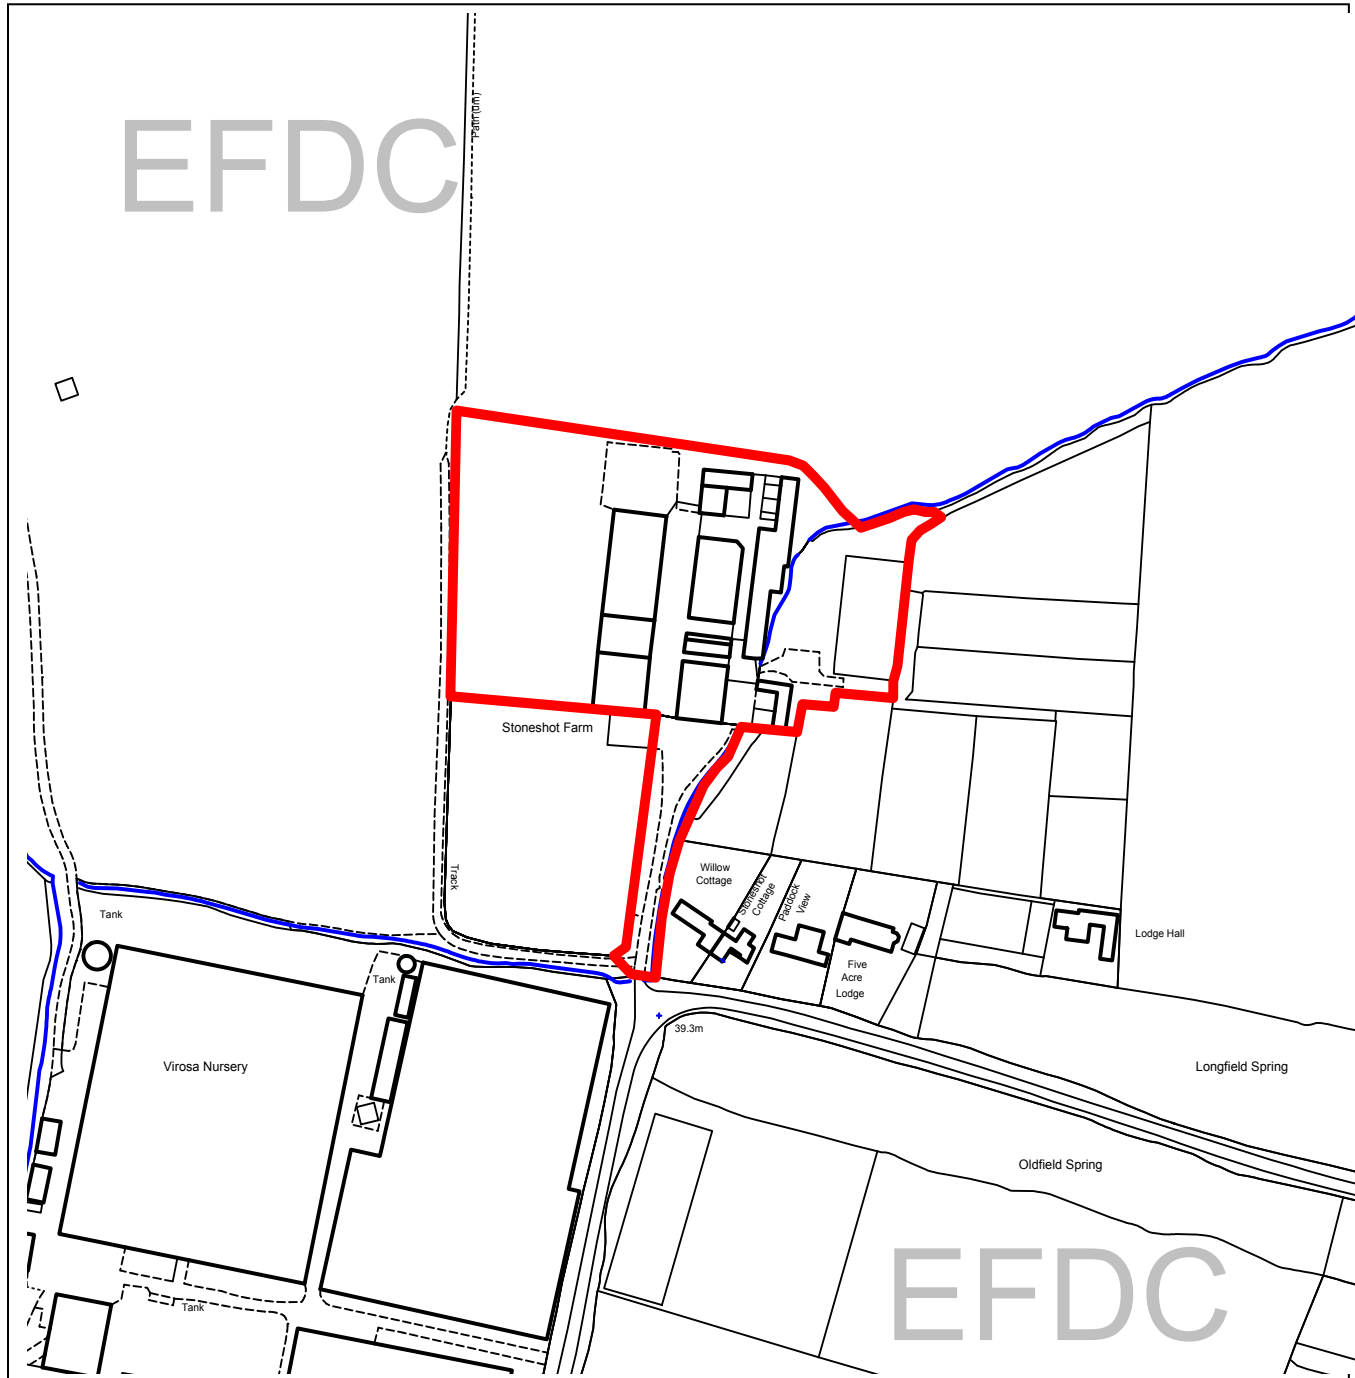 EFDC
Path (um)
Stoneshot Farm
Track
Willow
Cottage
Stoneshot
Cottage
Paddock
View
Five
Acre
Lodge
Lodge Hall
Tank
Tank
39.3m
Virosa Nursery
Longfield Spring
Oldfield Spring
EFDC
Tank